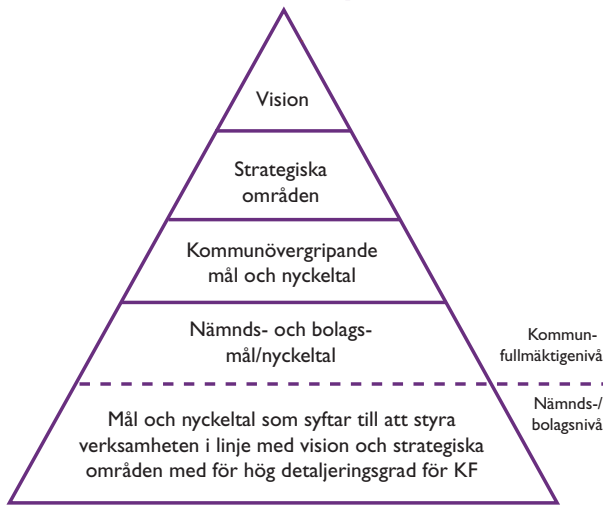 Vision
Strategiska
områden
Kommunövergripande
mål och nyckeltal
Nämnds- och bolags-
mål/nyckeltal
Kommun-
fullmäktigenivå
Nämnds-/
bolagsnivå
Mål och nyckeltal som syftar till att styra
verksamheten i linje med vision och strategiska
områden med för hög detaljeringsgrad för KF